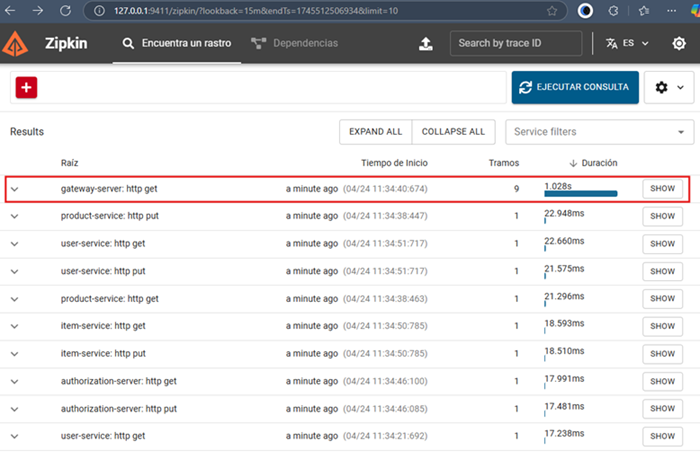 127.0.0.1:9411/zipkin/?lookback=15m&endTs=1745512506934&limit=10
Zipkin Encuentra un rastro Dependencias Search by trace ID ES
EJECUTAR CONSULTA
Results EXPAND ALL COLLAPSE ALL Service filters
Raíz Tiempo de Inicio Tramos Duración
gateway-server: http get a minute ago (04/24 11:34:40:674) 9 1.028s SHOW
product-service: http put a minute ago (04/24 11:34:38:447) 1 22.948ms SHOW
user-service: http get a minute ago (04/24 11:34:51:717) 1 22.660ms SHOW
user-service: http put a minute ago (04/24 11:34:51:717) 1 21.575ms SHOW
product-service: http get a minute ago (04/24 11:34:38:463) 1 21.296ms SHOW
item-service: http get a minute ago (04/24 11:34:50:785) 1 18.593ms SHOW
item-service: http put a minute ago (04/24 11:34:50:785) 1 18.510ms SHOW
authorization-server: http get a minute ago (04/24 11:34:46:100) 1 17.991ms SHOW
authorization-server: http put a minute ago (04/24 11:34:46:085) 1 17.481ms SHOW
user-service: http get a minute ago (04/24 11:34:21:692) 1 17.238ms SHOW